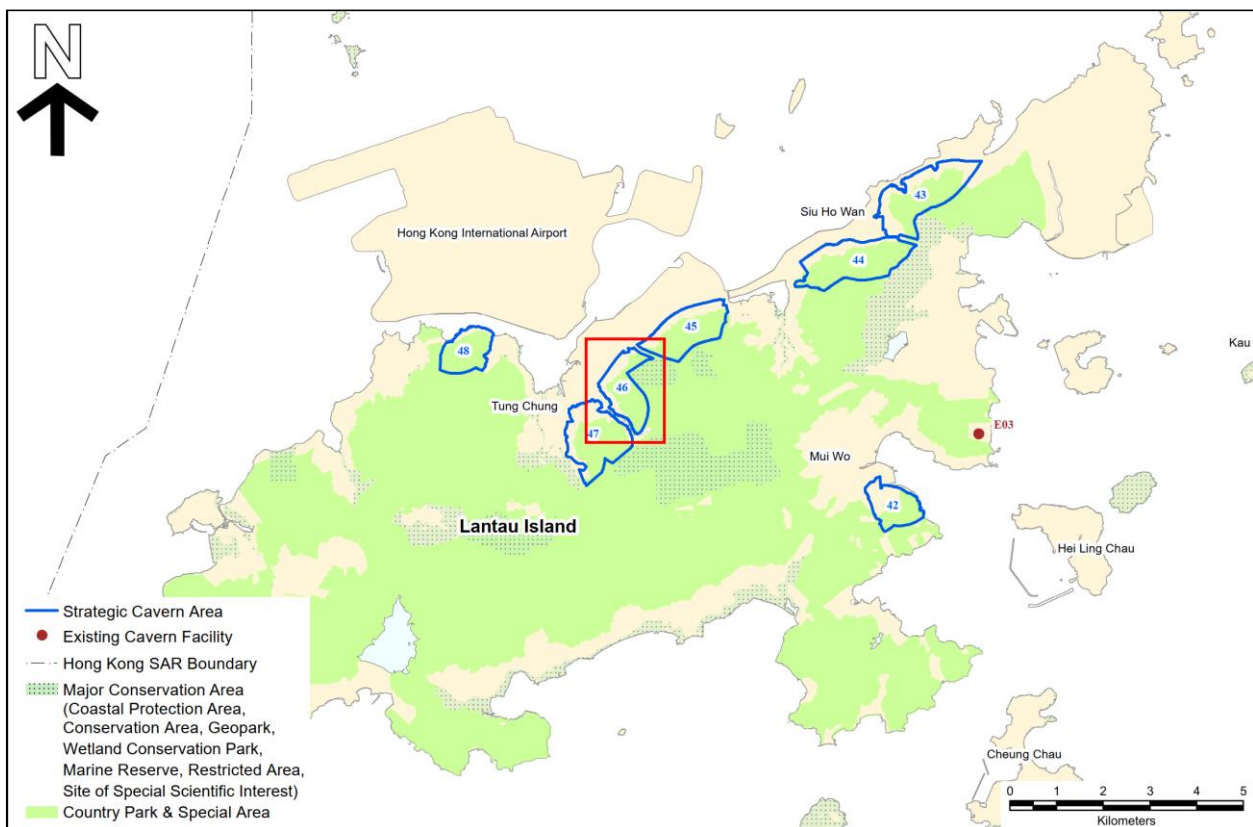 N
Hong Kong International Airport
Siu Ho Wan
43
44
45
48
46
Kau
Tung Chung
47
E03
Mui Wo
42
Lantau Island
Hei Ling Chau
Cheung Chau
Strategic Cavern Area
Existing Cavern Facility
Hong Kong SAR Boundary
Major Conservation Area
(Coastal Protection Area,
Conservation Area, Geopark,
Wetland Conservation Park,
Marine Reserve, Restricted Area,
Site of Special Scientific Interest)
Country Park & Special Area
0 1 2 3 4 5
Kilometers